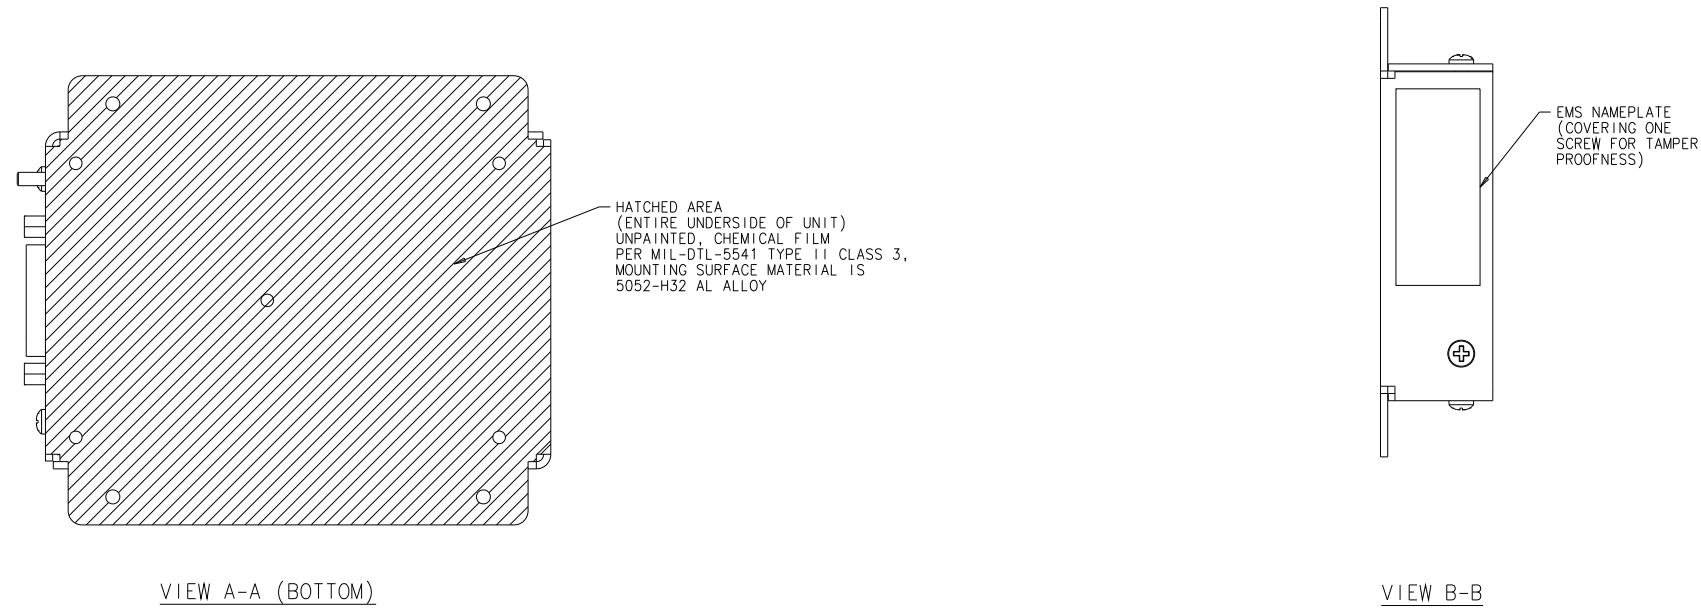 HATCHED AREA
(ENTIRE UNDERSIDE OF UNIT)
UNPAINTED, CHEMICAL FILM
PER MIL-DTL-5541 TYPE II CLASS 3,
MOUNTING SURFACE MATERIAL IS
5052-H32 AL ALLOY
EMS NAMEPLATE
(COVERING ONE
SCREW FOR TAMPER
PROOFNESS)
VIEW A-A (BOTTOM)
VIEW B-B